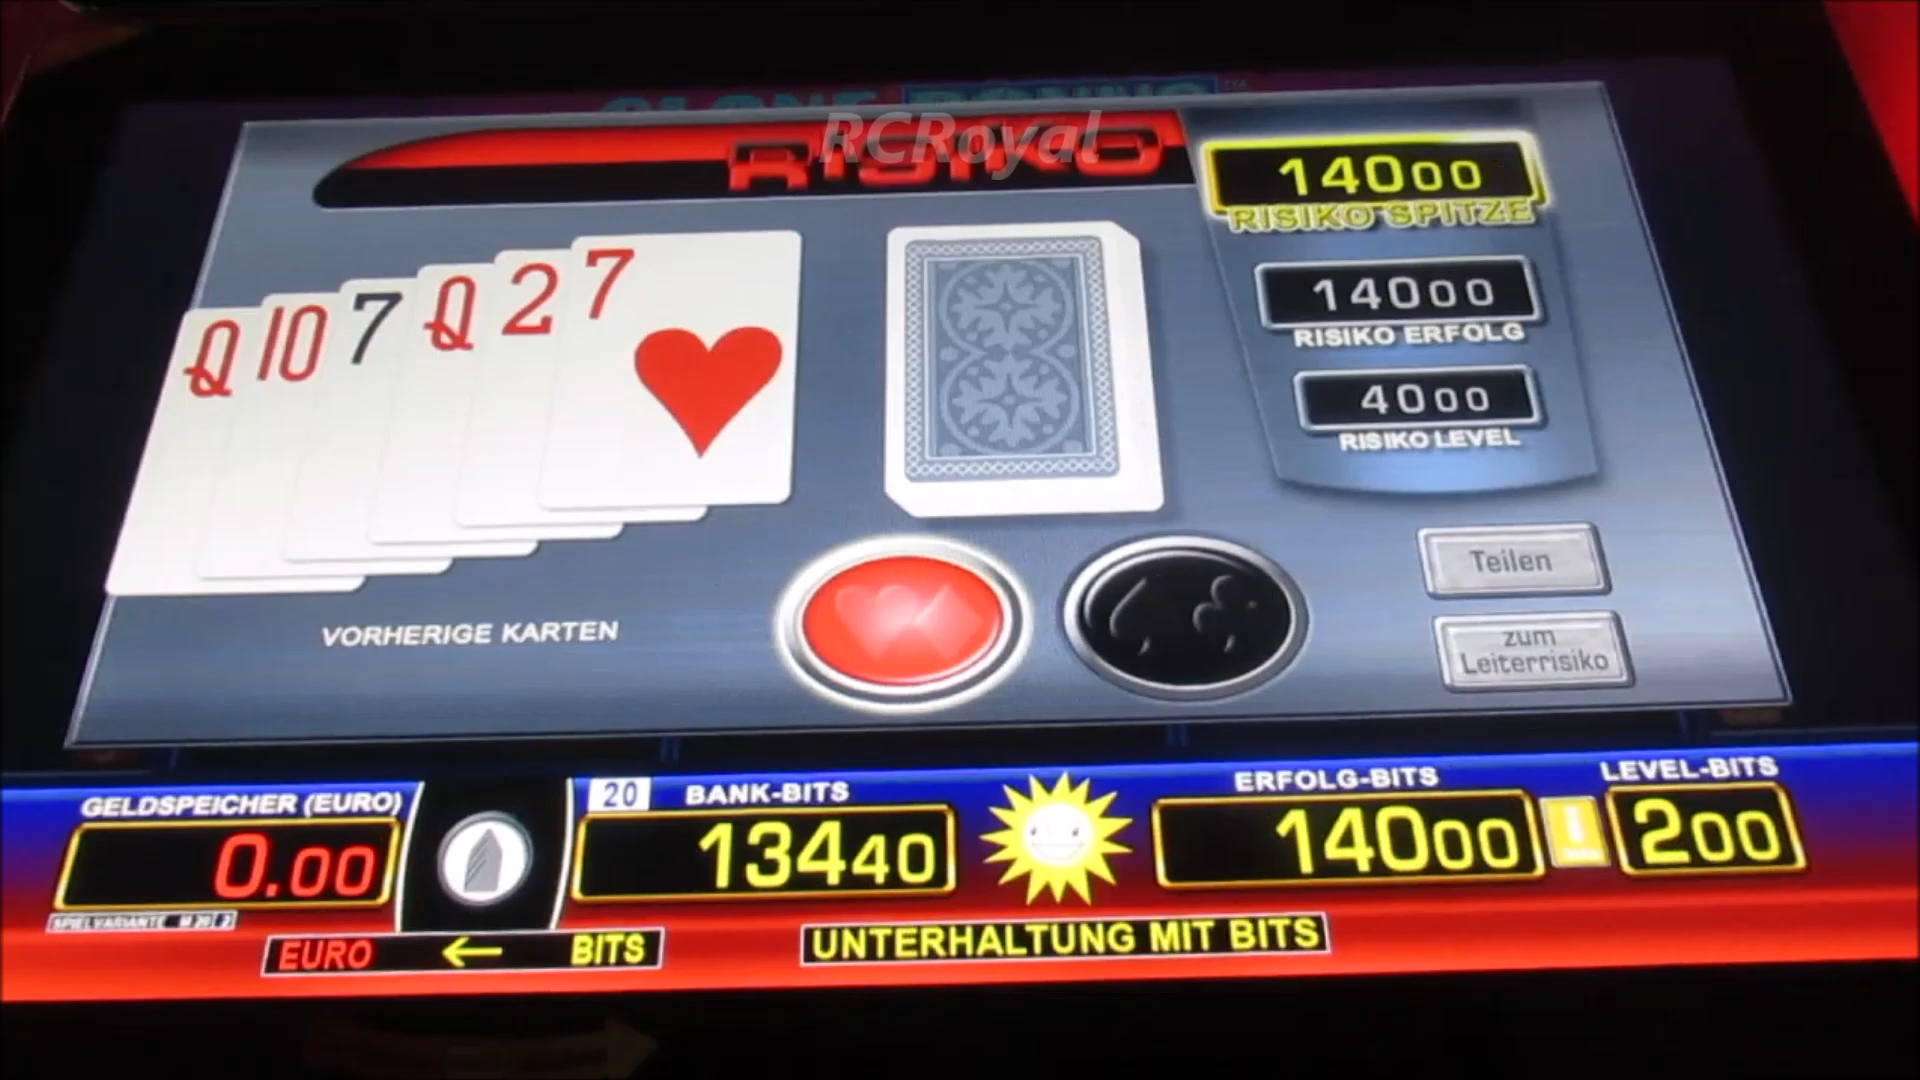 RCRoyal
RISIKO
14000
RISIKO SPITZE
14000
RISIKO ERFOLG
4000
RISIKO LEVEL
Q 10 7 Q 2 7
VORHERIGE KARTEN
Teilen
zum
Leiterrisiko
GELDSPEICHER (EURO)
0.00
20 BANK-BITS
13440
ERFOLG-BITS
14000
LEVEL-BITS
200
SPIELVARIANTE
EURO ← BITS
UNTERHALTUNG MIT BITS